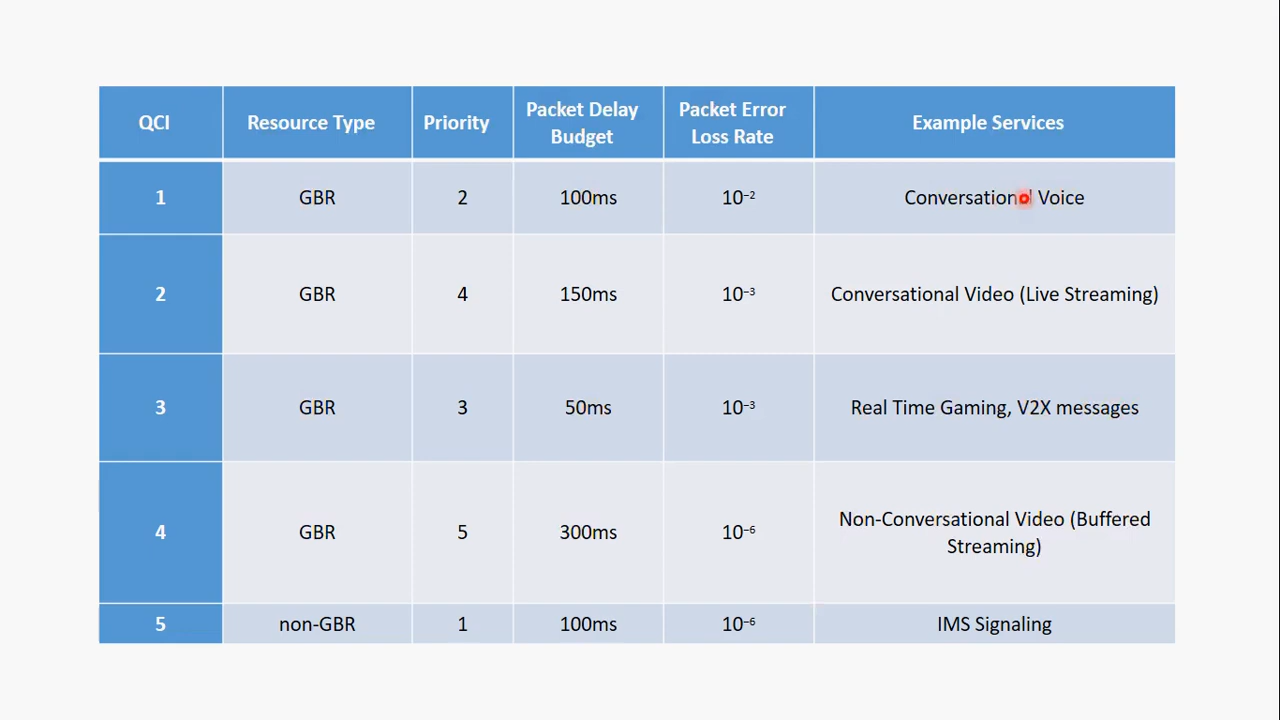 QCI Resource Type Priority Packet Delay Budget Packet Error Loss Rate Example Services
1 GBR 2 100ms 10⁻² Conversational Voice
2 GBR 4 150ms 10⁻³ Conversational Video (Live Streaming)
3 GBR 3 50ms 10⁻³ Real Time Gaming, V2X messages
4 GBR 5 300ms 10⁻⁶ Non-Conversational Video (Buffered Streaming)
5 non-GBR 1 100ms 10⁻⁶ IMS Signaling